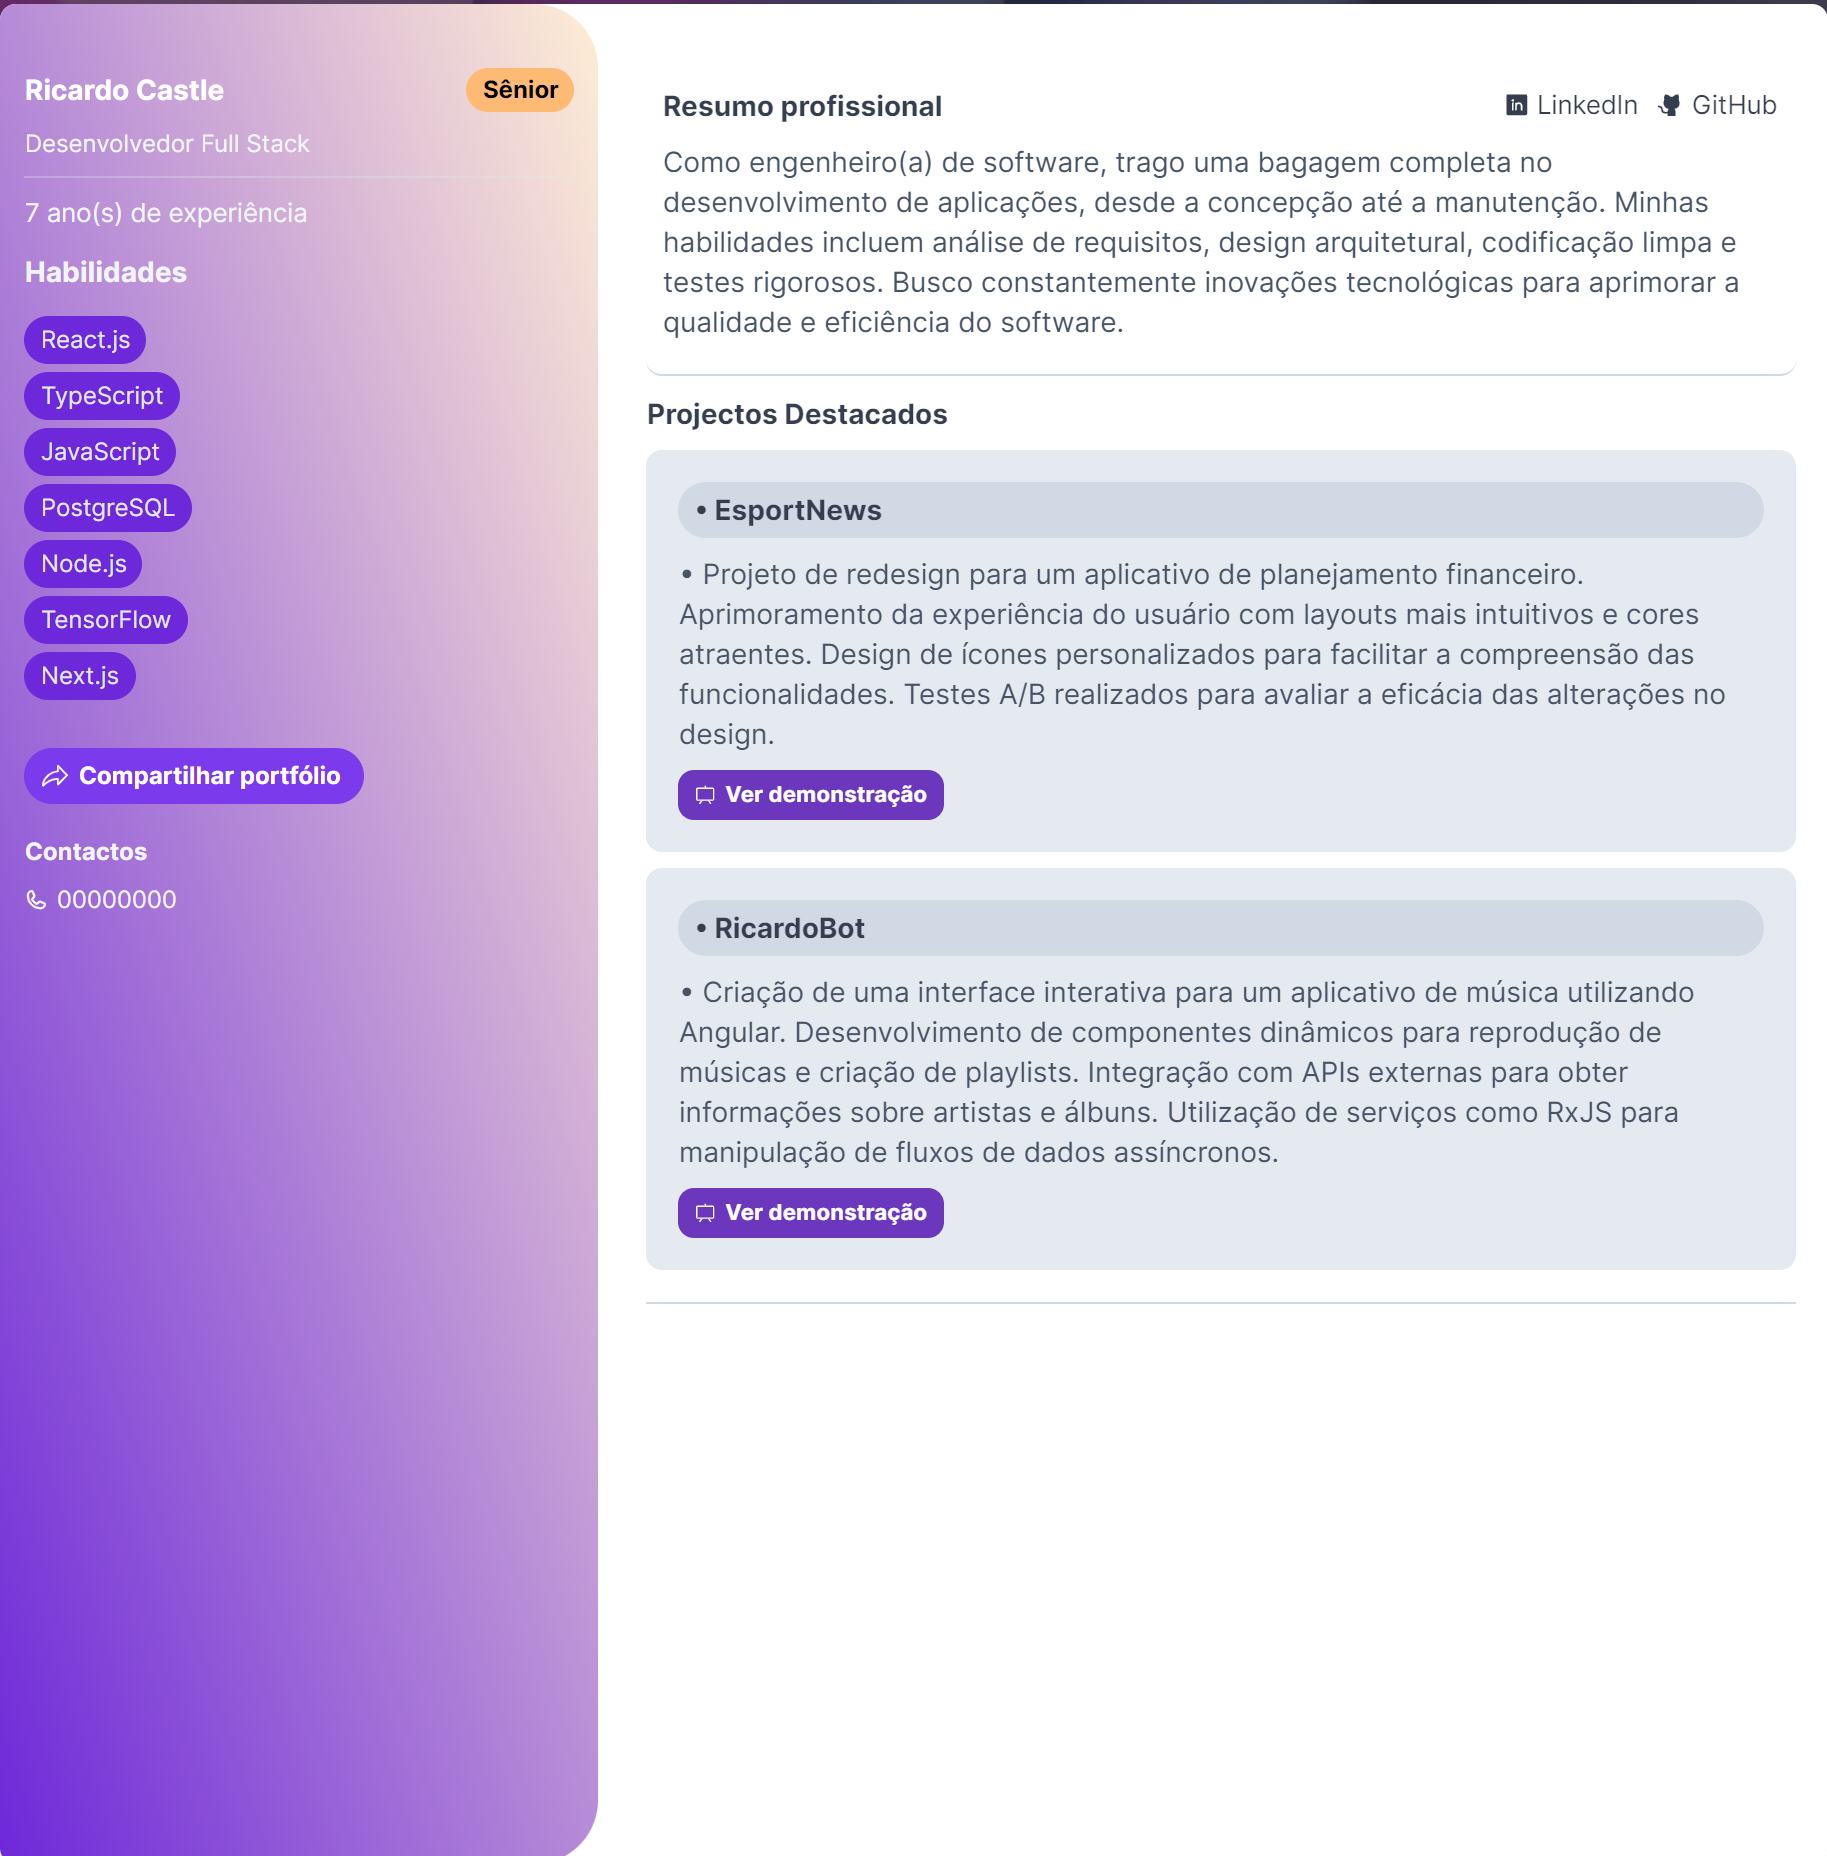 Ricardo Castle
Sênior
Desenvolvedor Full Stack
7 ano(s) de experiência
Habilidades
React.js
TypeScript
JavaScript
PostgreSQL
Node.js
TensorFlow
Next.js
Compartilhar portfólio
Contactos
00000000
Resumo profissional
LinkedIn
GitHub
Como engenheiro(a) de software, trago uma bagagem completa no
desenvolvimento de aplicações, desde a concepção até a manutenção. Minhas
habilidades incluem análise de requisitos, design arquitetural, codificação limpa e
testes rigorosos. Busco constantemente inovações tecnológicas para aprimorar a
qualidade e eficiência do software.
Projectos Destacados
• EsportNews
• Projeto de redesign para um aplicativo de planejamento financeiro.
Aprimoramento da experiência do usuário com layouts mais intuitivos e cores
atraentes. Design de ícones personalizados para facilitar a compreensão das
funcionalidades. Testes A/B realizados para avaliar a eficácia das alterações no
design.
Ver demonstração
• RicardoBot
• Criação de uma interface interativa para um aplicativo de música utilizando
Angular. Desenvolvimento de componentes dinâmicos para reprodução de
músicas e criação de playlists. Integração com APIs externas para obter
informações sobre artistas e álbuns. Utilização de serviços como RxJS para
manipulação de fluxos de dados assíncronos.
Ver demonstração